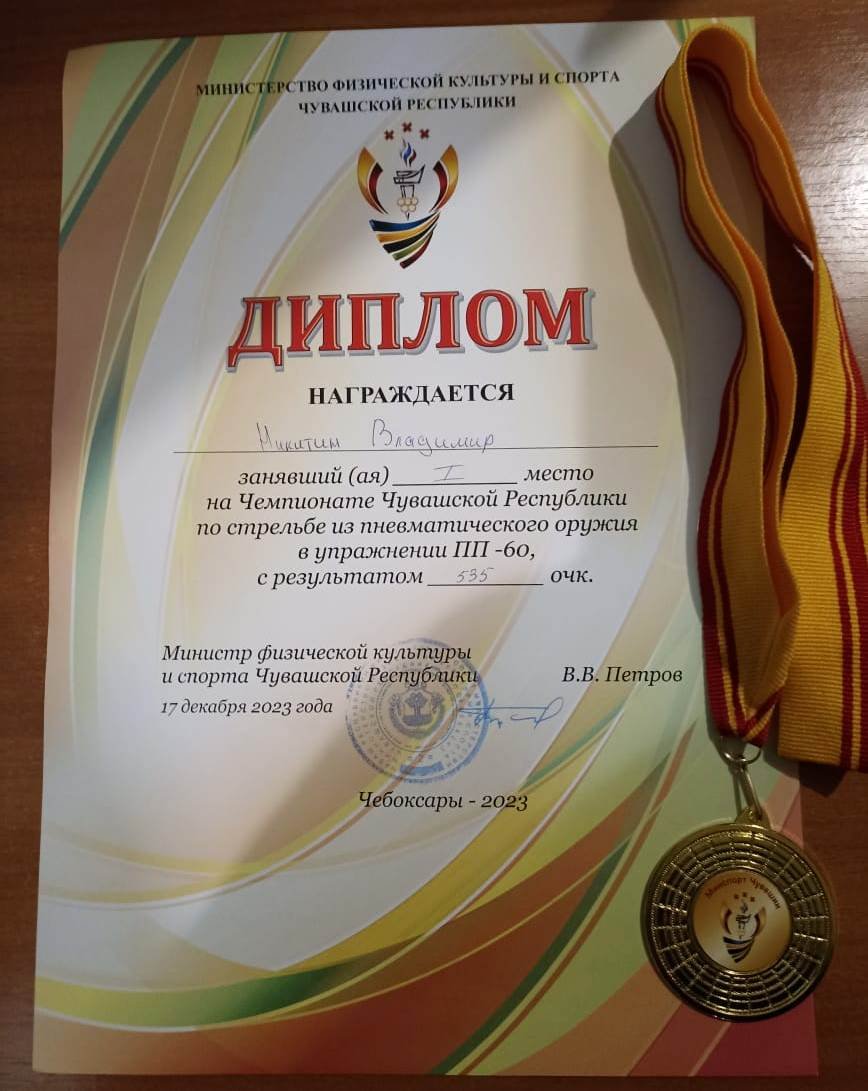 МИНИСТЕРСТВО ФИЗИЧЕСКОЙ КУЛЬТУРЫ И СПОРТА
ЧУВАШСКОЙ РЕСПУБЛИКИ
ДИПЛОМ
НАГРАЖДАЕТСЯ
Никитин Владимир
занявший (ая) I место
на Чемпионате Чувашской Республики
по стрельбе из пневматического оружия
в упражнении ПП -60,
с результатом 535 очк.
Министр физической культуры
и спорта Чувашской Республики В.В. Петров
17 декабря 2023 года
Чебоксары - 2023
Минспорт Чувашии